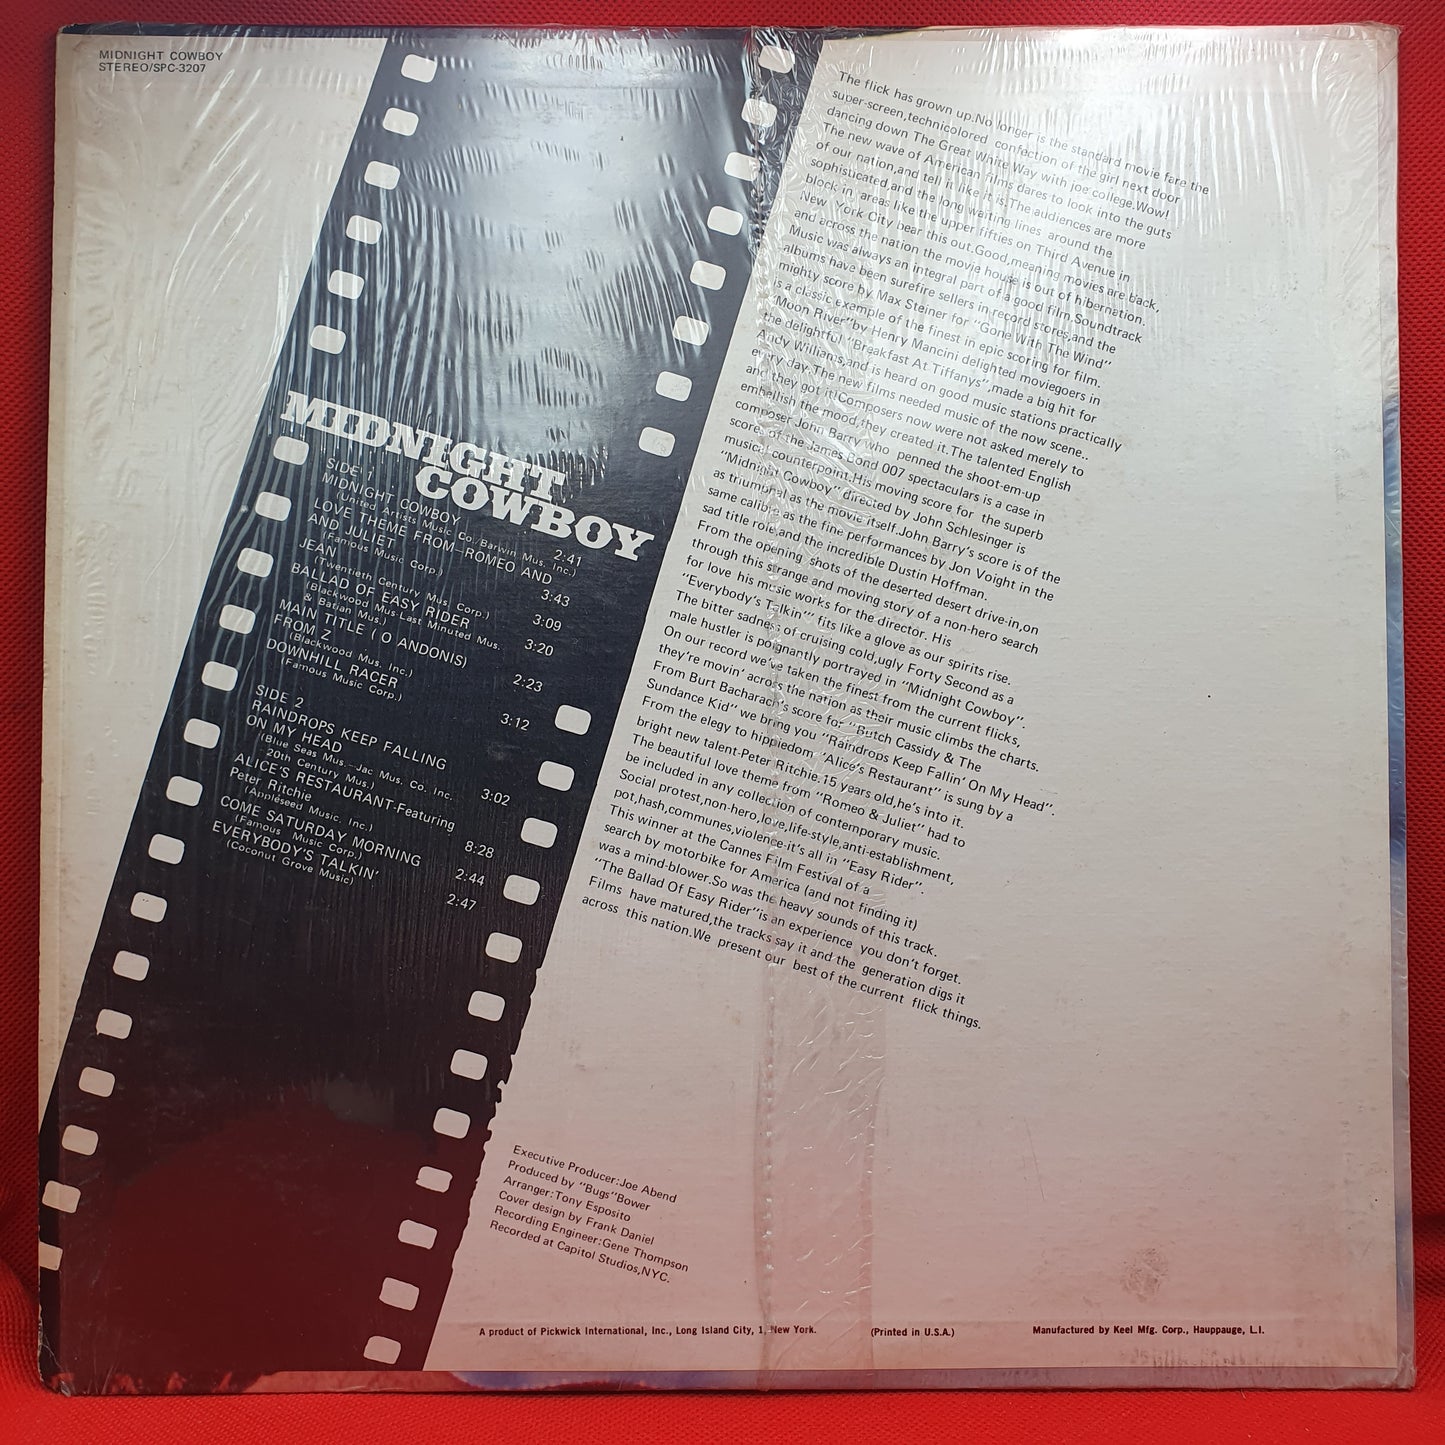 MIDNIGHT COWBOY
STEREO/SPC-3207
MIDNIGHT
COWBOY
SIDE 1
MIDNIGHT COWBOY 2:41
(United Artists Music Co./Barwin Mus. Inc.)
LOVE THEME FROM—ROMEO AND
AND JULIET 3:43
(Famous Music Corp.)
JEAN 3:09
(Twentieth Century Mus. Corp.)
BALLAD OF EASY RIDER 3:20
(Blackwood Mus-Last Minuted Mus.
& Batian Mus.)
MAIN TITLE ( O ANDONIS)
FROM Z 2:23
(Blackwood Mus. Inc.)
DOWNHILL RACER 3:12
(Famous Music Corp.)
SIDE 2
RAINDROPS KEEP FALLING
ON MY HEAD 3:02
(Blue Seas Mus.—Jac Mus. Co. Inc.
20th Century Mus.)
ALICE'S RESTAURANT-Featuring
Peter Ritchie 8:28
(Appleseed Music. Inc.)
COME SATURDAY MORNING 2:44
(Famous Music Corp.)
EVERYBODY'S TALKIN' 2:47
(Coconut Grove Music)
The flick has grown up.No longer is the standard movie fare the
super-screen,technicolored confection of the girl next door
dancing down The Great White Way with joe college.Wow!
The new wave of American films dares to look into the guts
of our nation,and tell it like it is.The audiences are more
sophisticated,and the long waiting lines around the
block in areas like the upper fifties on Third Avenue in
New York City bear this out.Good,meaning movies are back,
and across the nation the movie house is out of hibernation.
Music was always an integral part of a good film.Soundtrack
albums have been surefire sellers in record stores,and the
mighty score by Max Steiner for "Gone With The Wind"
is a classic example of the finest in epic scoring for film.
"Moon River"by Henry Mancini delighted moviegoers in
the delightful "Breakfast At Tiffanys",made a big hit for
Andy Williams,and is heard on good music stations practically
every day.The new films needed music of the now scene..
and they got it!Composers now were not asked merely to
embellish the mood,they created it.The talented English
composer John Barry who penned the shoot-em-up
scores of the James Bond 007 spectaculars is a case in
musical counterpoint.His moving score for the superb
"Midnight Cowboy" directed by John Schlesinger is
as triumphal as the movie itself.John Barry's score is of the
same calibre as the fine performances by Jon Voight in the
sad title role,and the incredible Dustin Hoffman.
From the opening shots of the deserted desert drive-in,on
through this strange and moving story of a non-hero search
for love his music works for the director. His
"Everybody's Talkin'" fits like a glove as our spirits rise.
The bitter sadness of cruising cold,ugly Forty Second as a
male hustler is poignantly portrayed in "Midnight Cowboy".
On our record we've taken the finest from the current flicks,
they're movin' across the nation as their music climbs the charts.
From Burt Bacharach's score for "Butch Cassidy & The
Sundance Kid" we bring you "Raindrops Keep Fallin' On My Head".
From the elegy to hippiedom "Alice's Restaurant" is sung by a
bright new talent-Peter Ritchie.15 years old,he's into it.
The beautiful love theme from "Romeo & Juliet" had to
be included in any collection of contemporary music.
Social protest,non-hero,love,life-style,anti-establishment,
pot,hash,communes,violence-it's all in "Easy Rider".
This winner at the Cannes Film Festival of a
search by motorbike for America (and not finding it)
was a mind-blower.So was the heavy sounds of this track.
"The Ballad Of Easy Rider"is an experience you don't forget.
Films have matured,the tracks say it and the generation digs it
across this nation.We present our best of the current flick things.
Executive Producer:Joe Abend
Produced by "Bugs"Bower
Arranger:Tony Esposito
Cover design by Frank Daniel
Recording Engineer:Gene Thompson
Recorded at Capitol Studios,NYC.
A product of Pickwick International, Inc., Long Island City, 1, New York. (Printed in U.S.A.) Manufactured by Keel Mfg. Corp., Hauppauge, L.I.